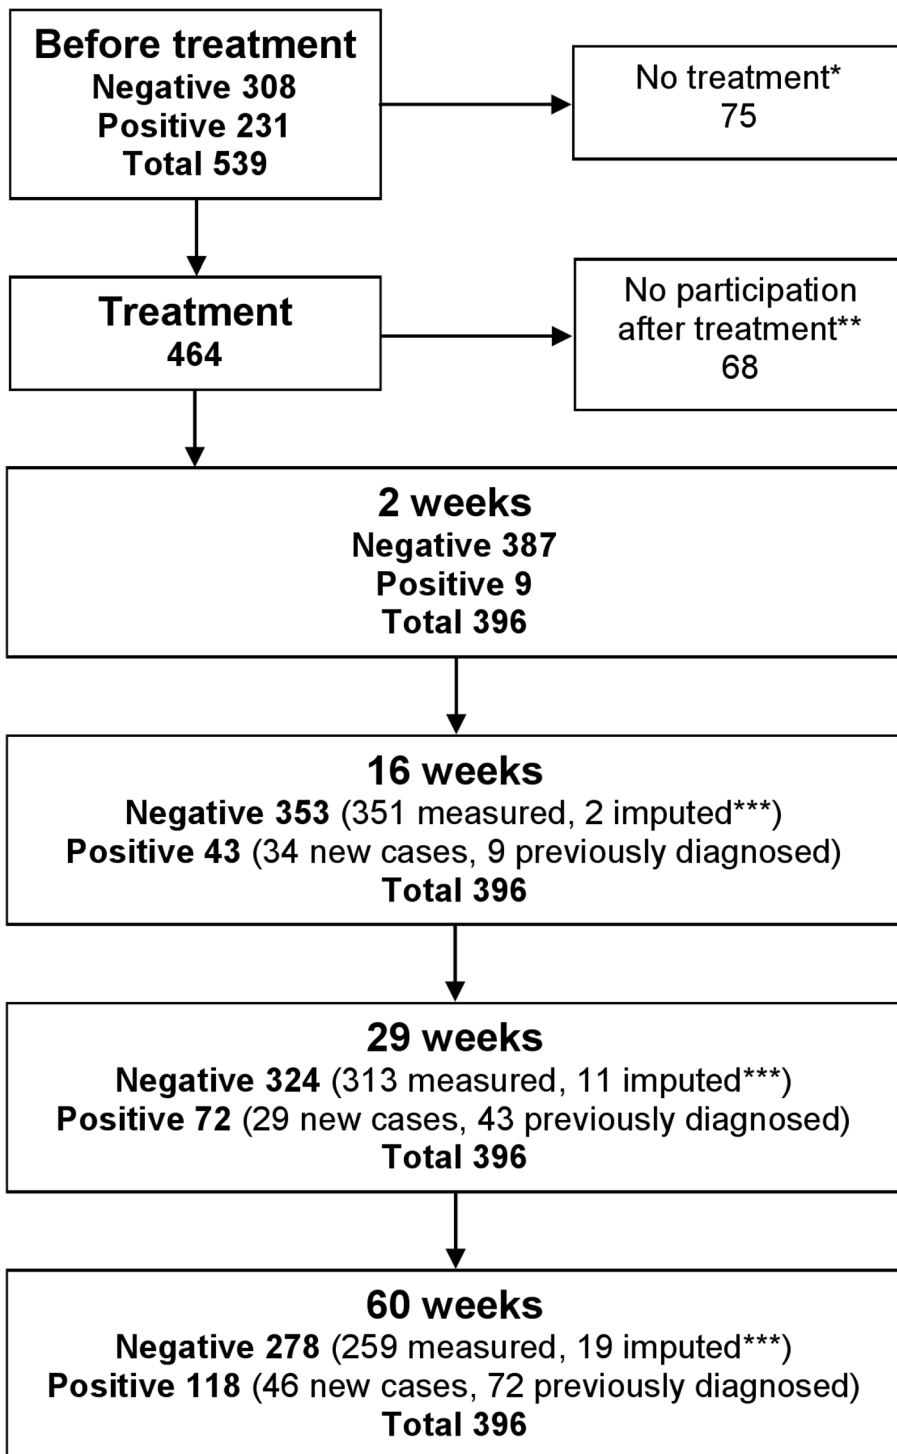 Before treatment
Negative 308
Positive 231
Total 539
No treatment*
75
Treatment
464
No participation
after treatment**
68
2 weeks
Negative 387
Positive 9
Total 396
16 weeks
Negative 353 (351 measured, 2 imputed***)
Positive 43 (34 new cases, 9 previously diagnosed)
Total 396
29 weeks
Negative 324 (313 measured, 11 imputed***)
Positive 72 (29 new cases, 43 previously diagnosed)
Total 396
60 weeks
Negative 278 (259 measured, 19 imputed***)
Positive 118 (46 new cases, 72 previously diagnosed)
Total 396